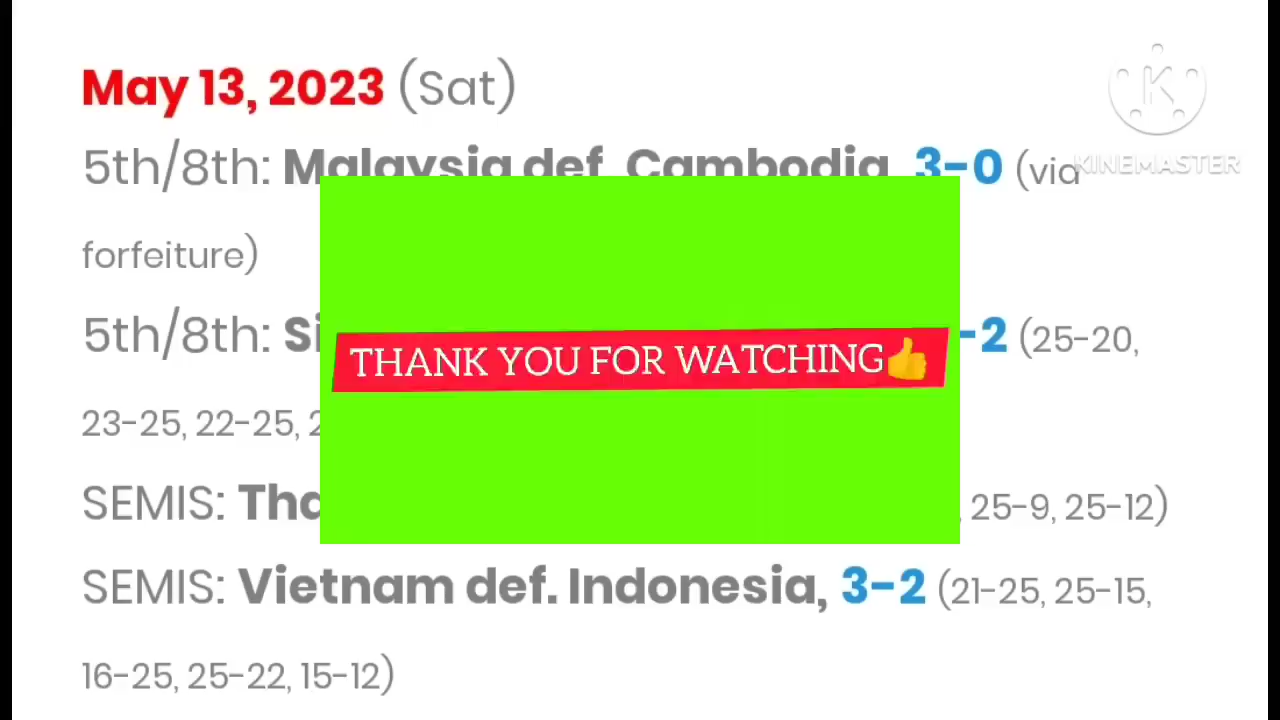 May 13, 2023 (Sat)
KINEMASTER
5th/8th: Malaysia def. Cambodia, 3-0 (via
forfeiture)
5th/8th: -2 (25-20,
THANK YOU FOR WATCHING👍
23-25, 22-25,
SEMIS: 25-9, 25-12)
SEMIS: Vietnam def. Indonesia, 3-2 (21-25, 25-15,
16-25, 25-22, 15-12)